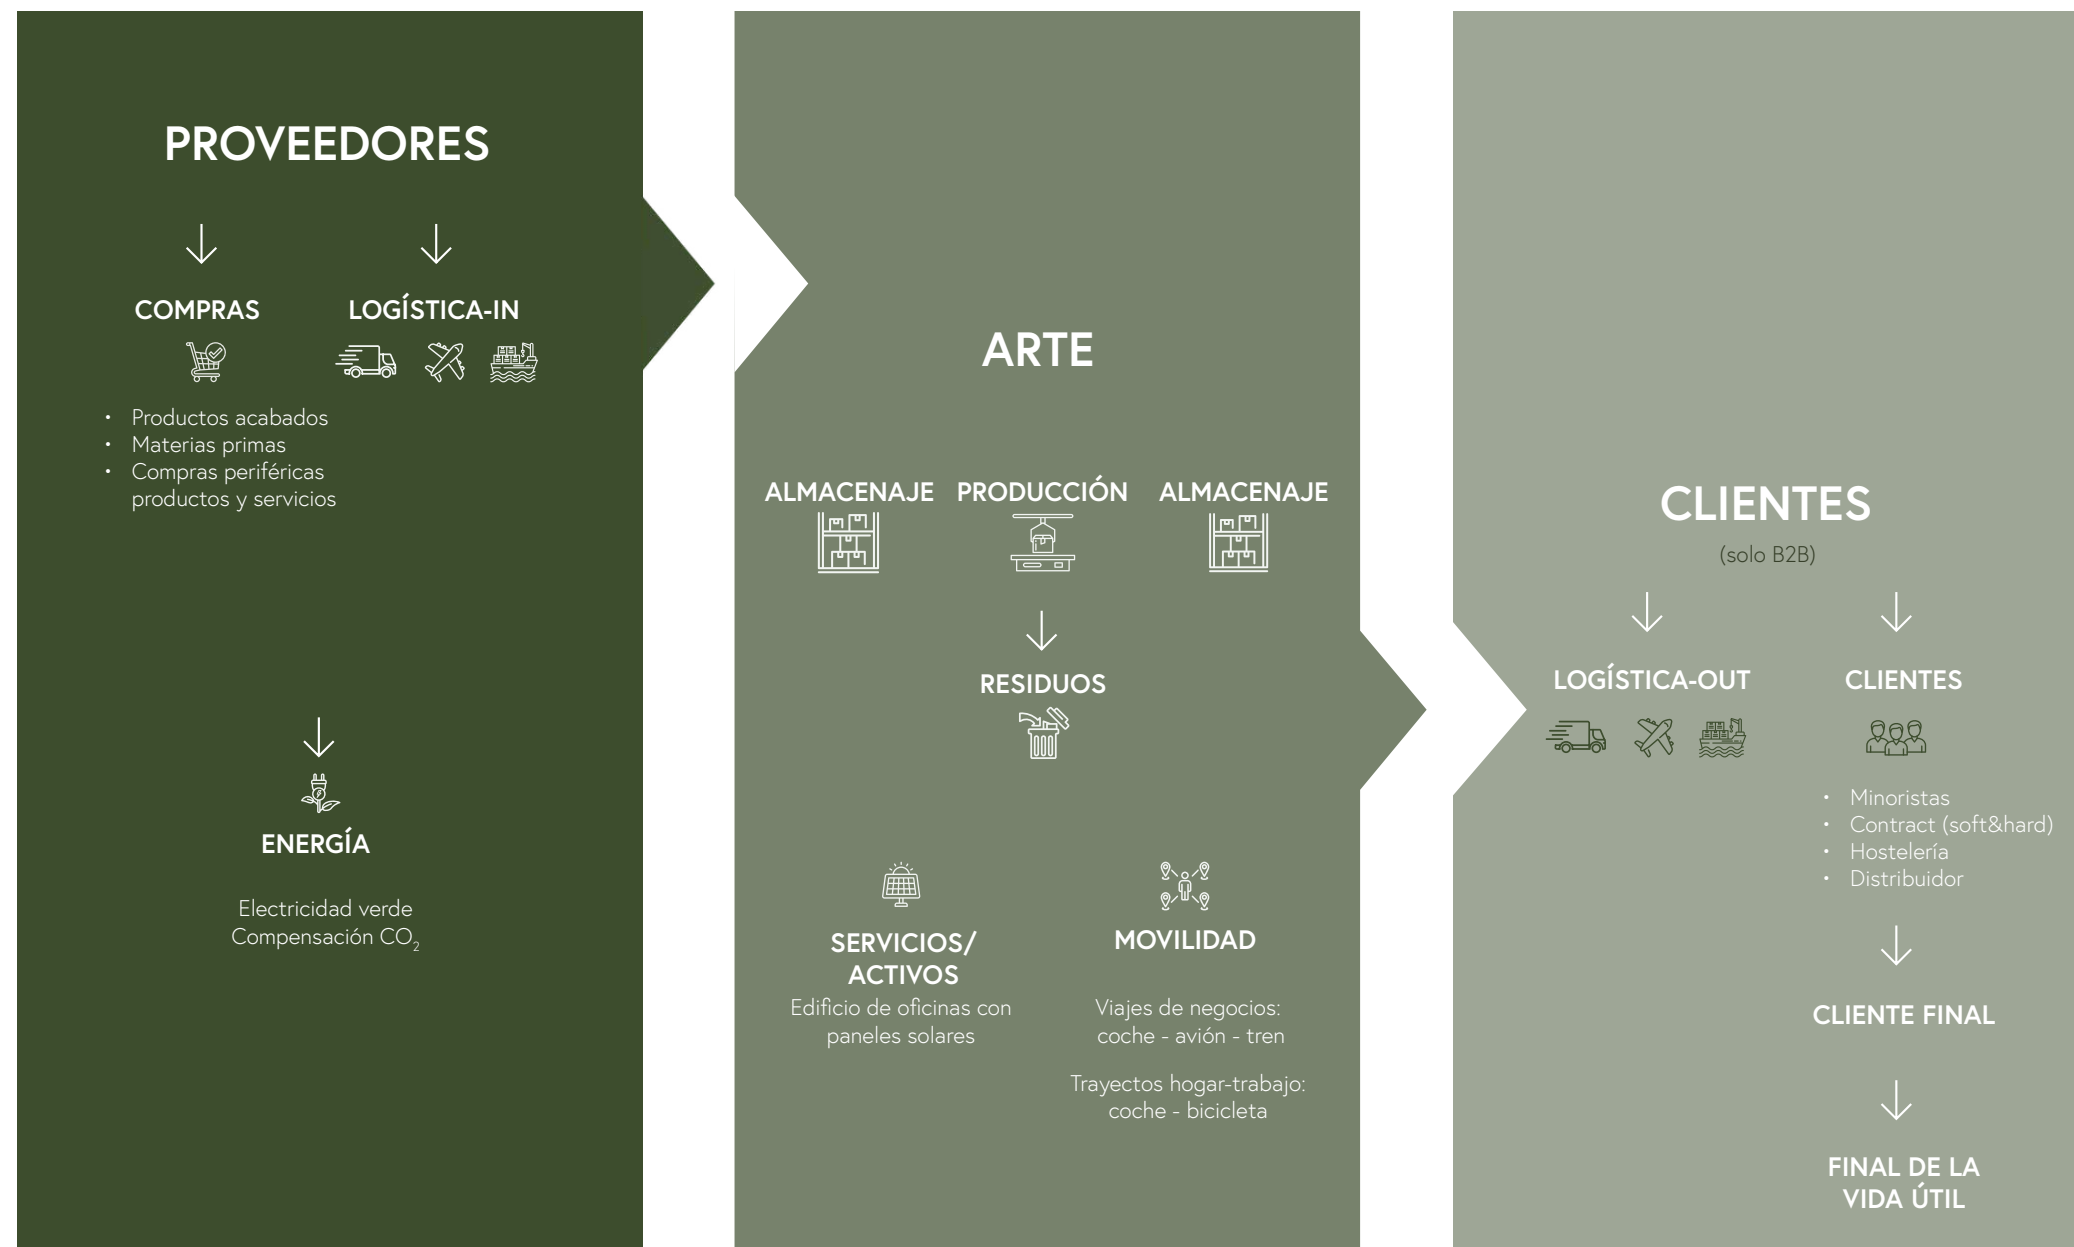 PROVEEDORES
COMPRAS
LOGÍSTICA-IN
• Productos acabados
• Materias primas
• Compras periféricas
productos y servicios
ENERGÍA
Electricidad verde
Compensación CO₂
ARTE
ALMACENAJE
PRODUCCIÓN
ALMACENAJE
RESIDUOS
SERVICIOS/
ACTIVOS
Edificio de oficinas con
paneles solares
MOVILIDAD
Viajes de negocios:
coche - avión - tren
Trayectos hogar-trabajo:
coche - bicicleta
CLIENTES
(solo B2B)
LOGÍSTICA-OUT
CLIENTES
• Minoristas
• Contract (soft&hard)
• Hostelería
• Distribuidor
CLIENTE FINAL
FINAL DE LA
VIDA ÚTIL